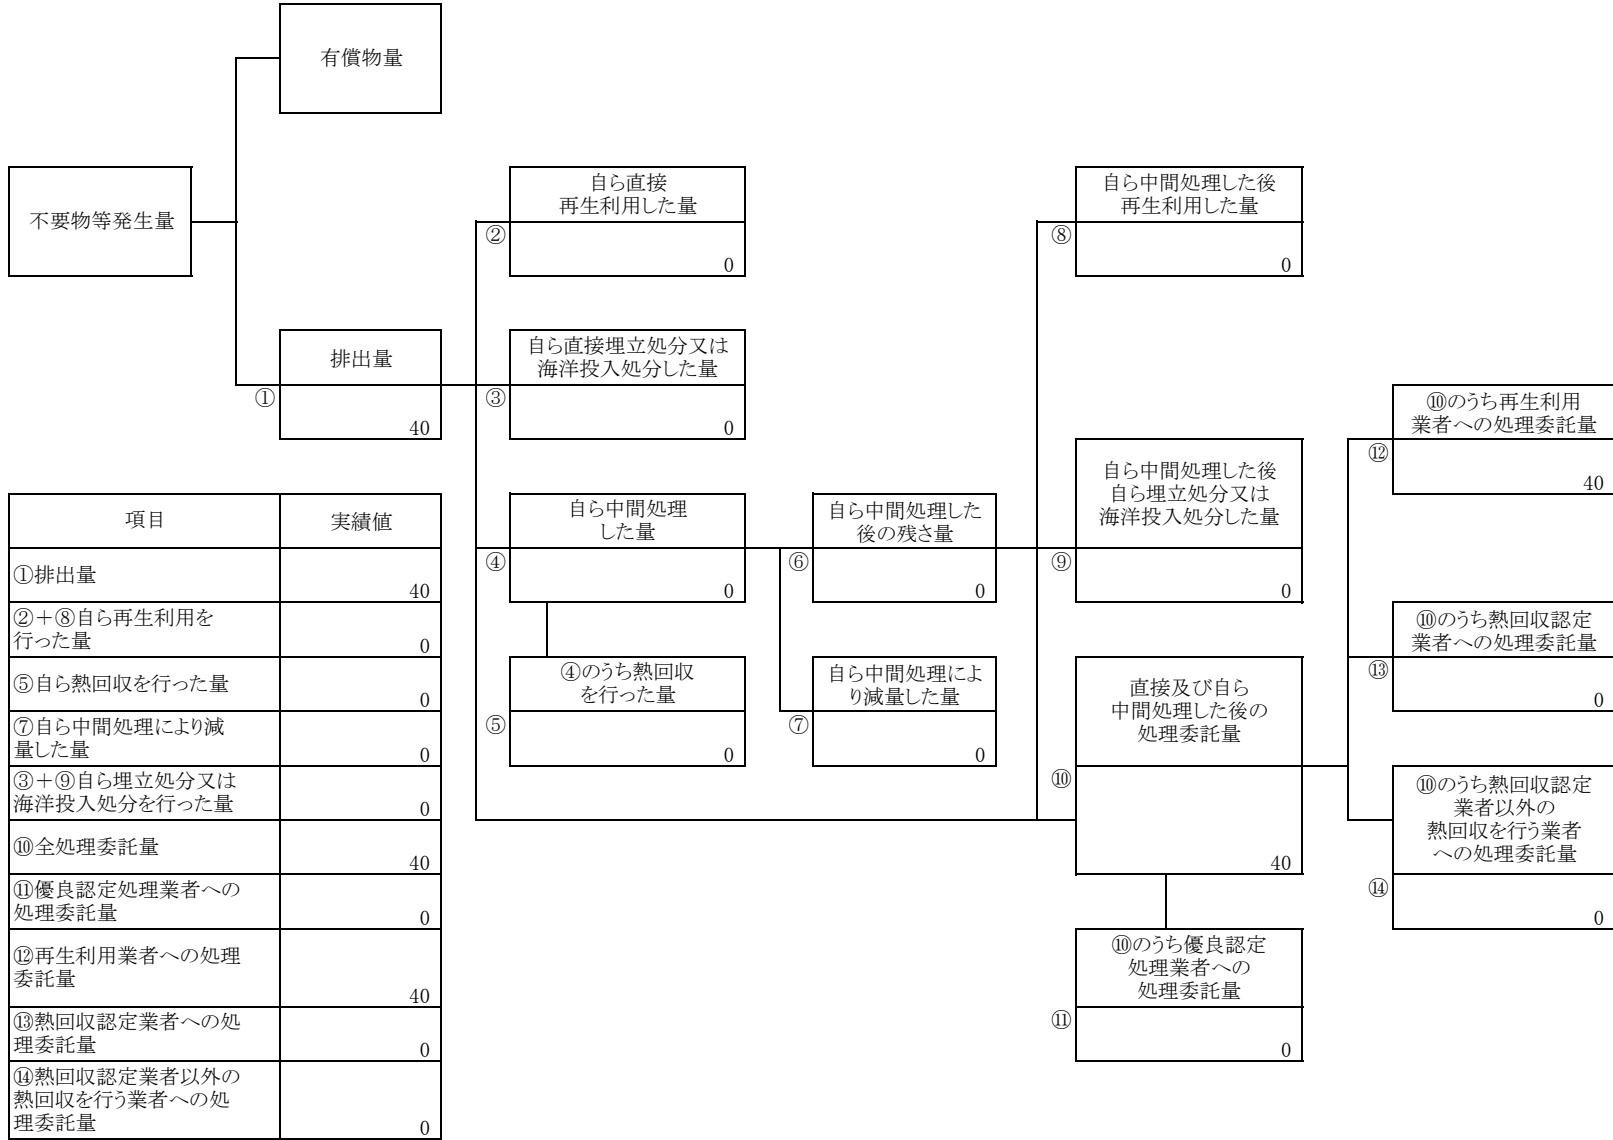 有償物量
不要物等発生量
自ら直接
再生利用した量
②
0
自ら中間処理した後
再生利用した量
⑧
0
排出量
①
40
自ら直接埋立処分又は
海洋投入処分した量
③
0
⑩のうち再生利用
業者への処理委託量
⑫
40
自ら中間処理した後
自ら埋立処分又は
海洋投入処分した量
⑨
0
自ら中間処理
した量
④
0
自ら中間処理した
後の残さ量
⑥
0
⑩のうち熱回収認定
業者への処理委託量
⑬
0
④のうち熱回収
を行った量
⑤
0
自ら中間処理によ
り減量した量
⑦
0
直接及び自ら
中間処理した後の
処理委託量
⑩
40
⑩のうち熱回収認定
業者以外の
熱回収を行う業者
への処理委託量
⑭
0
⑩のうち優良認定
処理業者への
処理委託量
⑪
0
項目
実績値
①排出量
40
②+⑧自ら再生利用を
行った量
0
⑤自ら熱回収を行った量
0
⑦自ら中間処理により減
量した量
0
③+⑨自ら埋立処分又は
海洋投入処分を行った量
0
⑩全処理委託量
40
⑪優良認定処理業者への
処理委託量
0
⑫再生利用業者への処理
委託量
40
⑬熱回収認定業者への処
理委託量
0
⑭熱回収認定業者以外の
熱回収を行う業者への処
理委託量
0